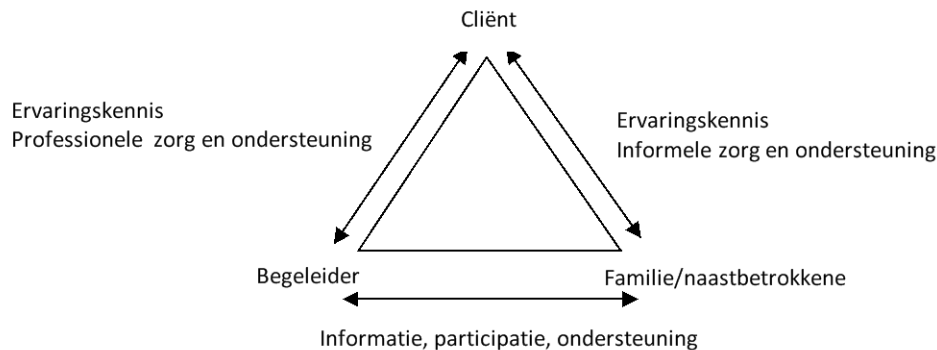 Cliënt
Ervaringskennis
Professionele zorg en ondersteuning
Ervaringskennis
Informele zorg en ondersteuning
Begeleider
Familie/naastbetrokkene
Informatie, participatie, ondersteuning